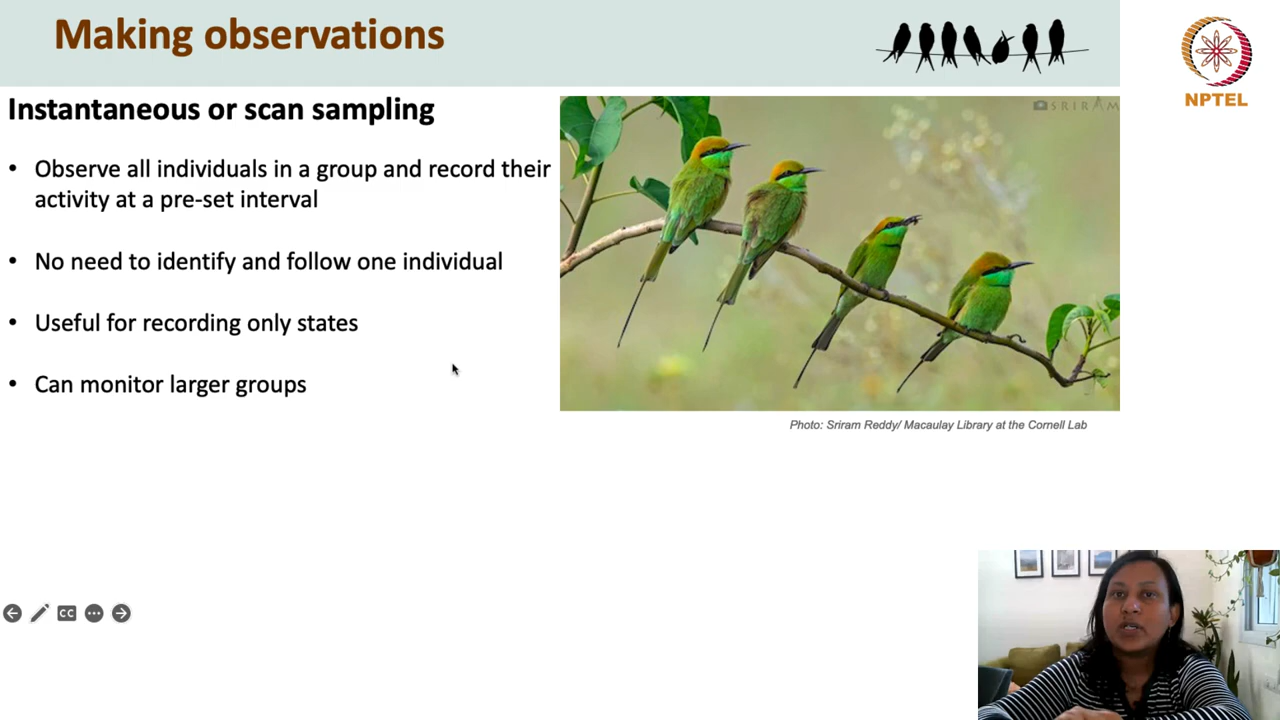 Making observations
NPTEL
Instantaneous or scan sampling
SRIRAM
• Observe all individuals in a group and record their
activity at a pre-set interval
• No need to identify and follow one individual
• Useful for recording only states
• Can monitor larger groups
Photo: Sriram Reddy/ Macaulay Library at the Cornell Lab
CC